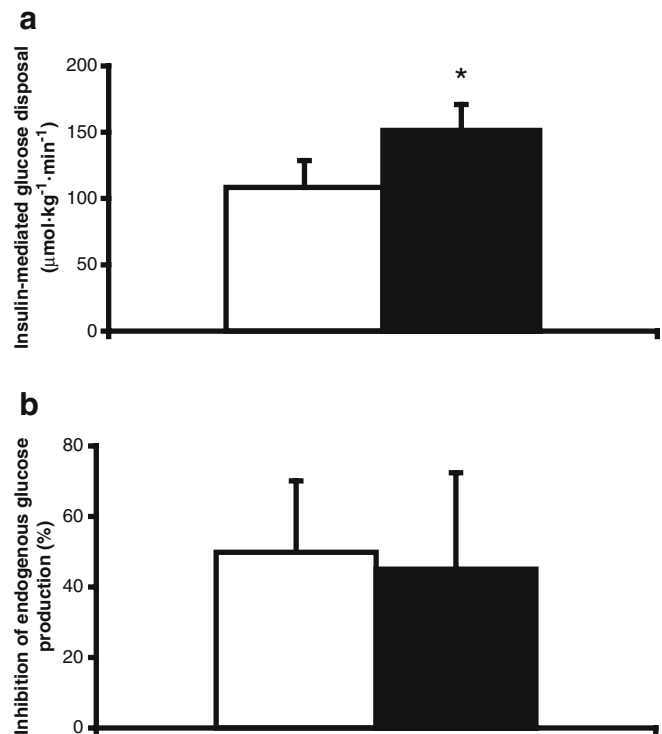 a
Insulin-mediated glucose disposal
(μmol·kg⁻¹·min⁻¹)
200
150
100
50
0
*
b
Inhibition of endogenous glucose
production (%)
80
60
40
20
0